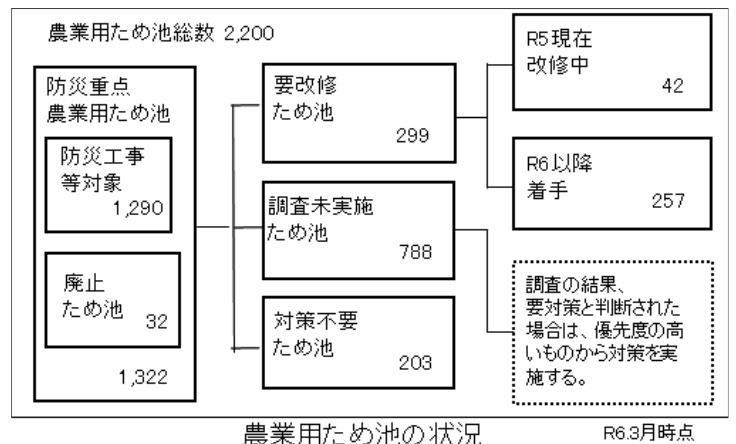 農業用ため池総数 2,200
防災重点
農業用ため池
防災工事
等対象
1,290
廃止
ため池
32
1,322
要改修
ため池
299
調査未実施
ため池
788
対策不要
ため池
203
R5現在
改修中
42
R6以降
着手
257
調査の結果、
要対策と判断された
場合は、優先度の高
いものから対策を実
施する。
農業用ため池の状況
R6.3月時点